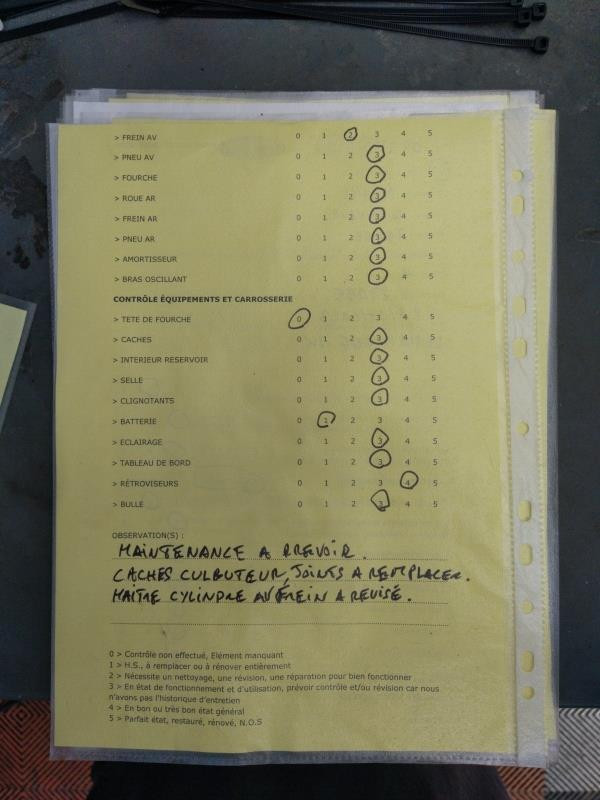 > FREIN AV 0 1 2 3 4 5
> PNEU AV 0 1 2 3 4 5
> FOURCHE 0 1 2 3 4 5
> ROUE AR 0 1 2 3 4 5
> FREIN AR 0 1 2 3 4 5
> PNEU AR 0 1 2 3 4 5
> AMORTISSEUR 0 1 2 3 4 5
> BRAS OSCILLANT 0 1 2 3 4 5
CONTRÔLE ÉQUIPEMENTS ET CARROSSERIE
> TETE DE FOURCHE 0 1 2 3 4 5
> CACHES 0 1 2 3 4 5
> INTERIEUR RESERVOIR 0 1 2 3 4 5
> SELLE 0 1 2 3 4 5
> CLIGNOTANTS 0 1 2 3 4 5
> BATTERIE 0 1 2 3 4 5
> ECLAIRAGE 0 1 2 3 4 5
> TABLEAU DE BORD 0 1 2 3 4 5
> RÉTROVISEURS 0 1 2 3 4 5
> BULLE 0 1 2 3 4 5
OBSERVATION(S) :
MAINTENANCE A PREVOIR.
CACHES CULBUTEUR, JOINTS A REMPLACER.
MAITRE CYLINDRE AV FREIN A REVISÉ.
0 > Contrôle non effectué, Elément manquant
1 > H.S., à remplacer ou à rénover entièrement
2 > Nécessite un nettoyage, une révision, une réparation pour bien fonctionner
3 > En état de fonctionnement et d'utilisation, prévoir contrôle et/ou révision car nous
n'avons pas l'historique d'entretien
4 > En bon ou très bon état général
5 > Parfait état, restauré, rénové, N.O.S